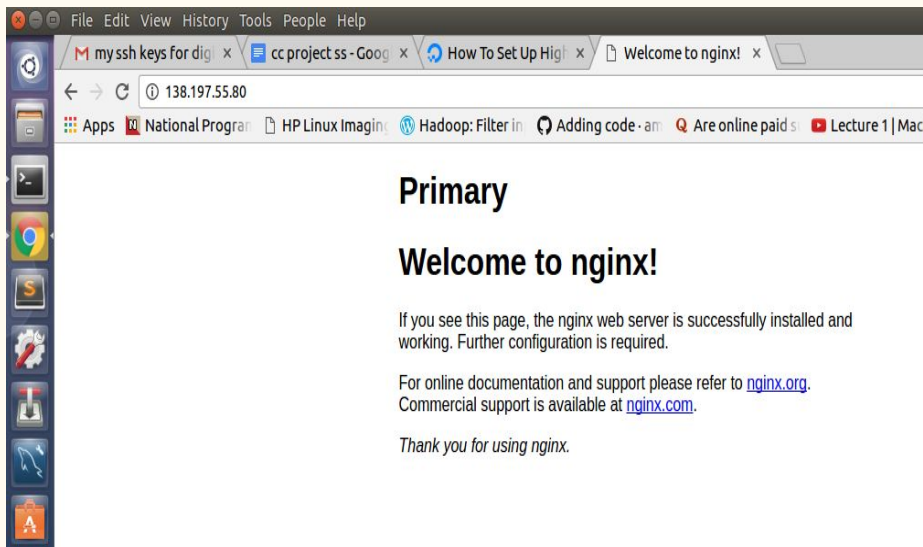 File Edit View History Tools People Help
my ssh keys for digi
cc project ss - Goog
How To Set Up High
Welcome to nginx!
138.197.55.80
Apps
National Progran
HP Linux Imaging
Hadoop: Filter in
Adding code · am
Are online paid s
Lecture 1 | Mac
Primary
Welcome to nginx!
If you see this page, the nginx web server is successfully installed and
working. Further configuration is required.
For online documentation and support please refer to nginx.org.
Commercial support is available at nginx.com.
Thank you for using nginx.